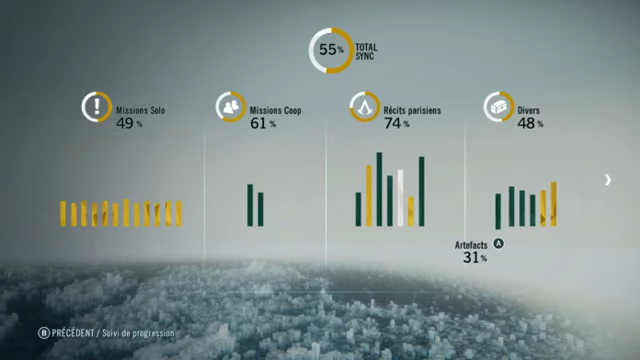 55 %
TOTAL
SYNC
Missions Solo
49 %
Missions Coop
61 %
Récits parisiens
74 %
Divers
48 %
Artefacts A
31 %
B PRÉCÉDENT / Suivi de progression